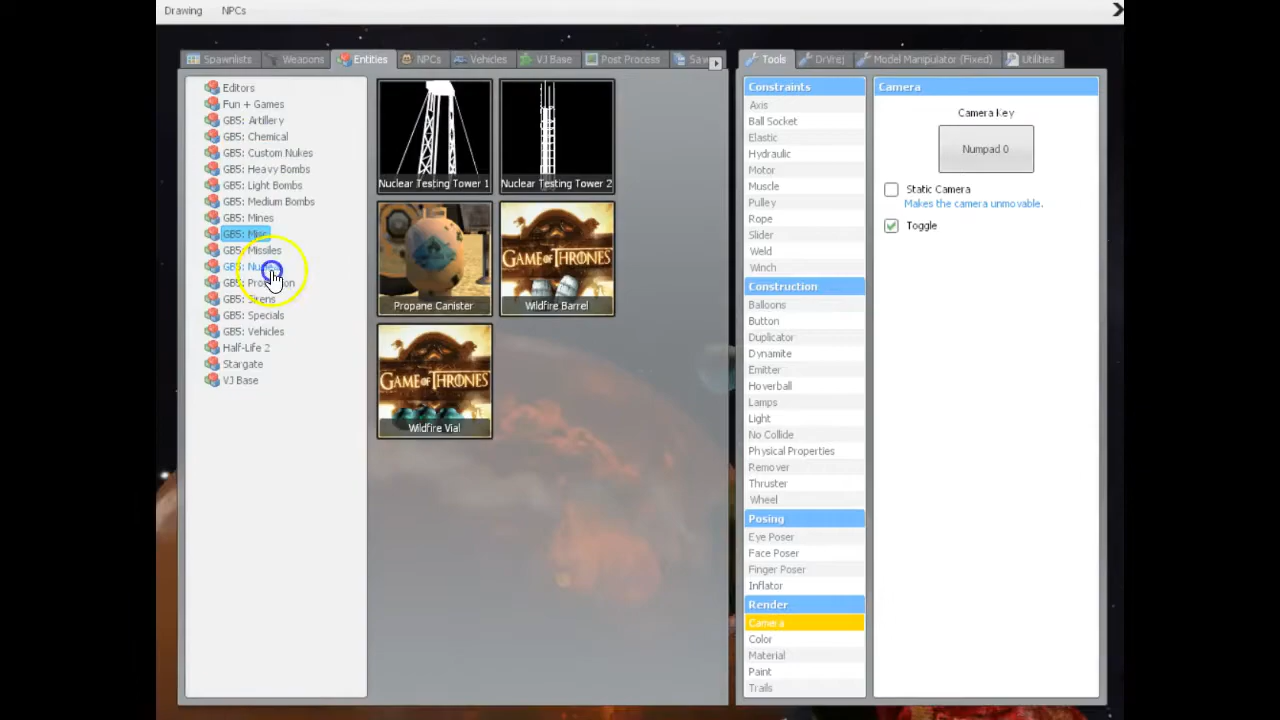 Drawing NPCs
Spawnlists Weapons Entities NPCs Vehicles VJ Base Post Process Sav
Tools DrVrej Model Manipulator (Fixed) Utilities
Editors
Fun + Games
GB5: Artillery
GB5: Chemical
GB5: Custom Nukes
GB5: Heavy Bombs
GB5: Light Bombs
GB5: Medium Bombs
GB5: Mines
GB5: Misc
GB5: Missiles
GB5:
GB5:
GB5: Sirens
GB5: Specials
GB5: Vehicles
Half-Life 2
Stargate
VJ Base
Nuclear Testing Tower 1
Nuclear Testing Tower 2
Propane Canister
GAME OF THRONES
Wildfire Barrel
GAME OF THRONES
Wildfire Vial
Constraints
Axis
Ball Socket
Elastic
Hydraulic
Motor
Muscle
Pulley
Rope
Slider
Weld
Winch
Construction
Balloons
Button
Duplicator
Dynamite
Emitter
Hoverball
Lamps
Light
No Collide
Physical Properties
Remover
Thruster
Wheel
Posing
Eye Poser
Face Poser
Finger Poser
Inflator
Render
Camera
Color
Material
Paint
Trails
Camera
Camera Key
Numpad 0
Static Camera
Makes the camera unmovable.
Toggle